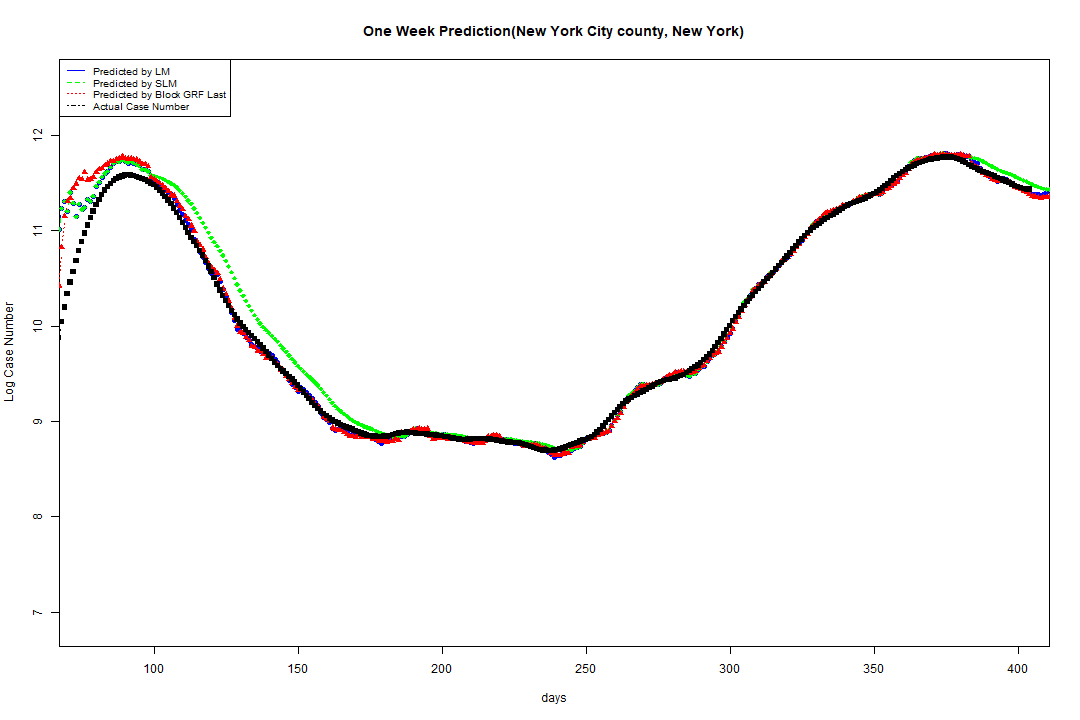 One Week Prediction(New York City county, New York)
Predicted by LM
Predicted by SLM
Predicted by Block GRF Last
Actual Case Number
12
11
10
9
8
7
Log Case Number
100 150 200 250 300 350 400
days